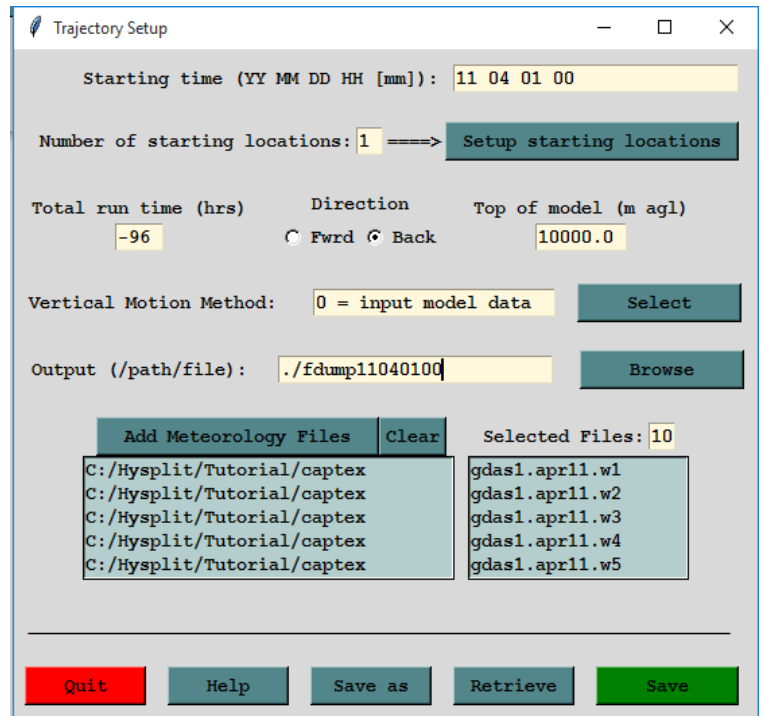 Trajectory Setup
Starting time (YY MM DD HH [mm]): 11 04 01 00
Number of starting locations: 1 ====> Setup starting locations
Total run time (hrs) Direction Top of model (m agl)
-96 Fwrd Back 10000.0
Vertical Motion Method: 0 = input model data Select
Output (/path/file): ./fdump11040100 Browse
Add Meteorology Files Clear Selected Files: 10
C:/Hysplit/Tutorial/captex gdas1.apr11.w1
C:/Hysplit/Tutorial/captex gdas1.apr11.w2
C:/Hysplit/Tutorial/captex gdas1.apr11.w3
C:/Hysplit/Tutorial/captex gdas1.apr11.w4
C:/Hysplit/Tutorial/captex gdas1.apr11.w5
Quit Help Save as Retrieve Save